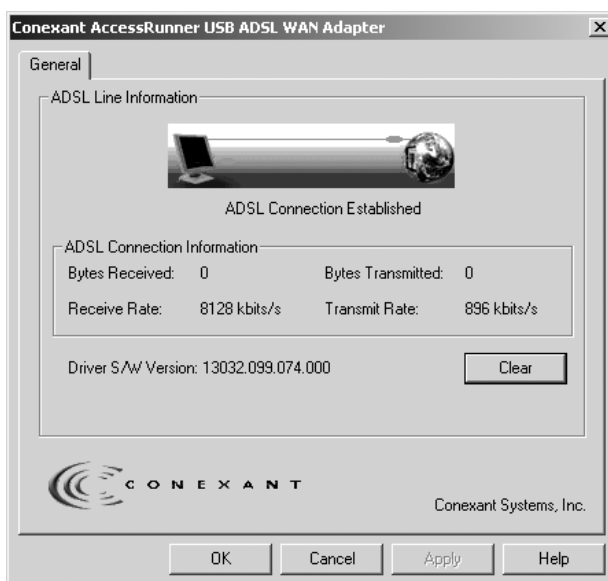 Conexant AccessRunner USB ADSL WAN Adapter
General
ADSL Line Information
ADSL Connection Established
ADSL Connection Information
Bytes Received: 0 Bytes Transmitted: 0
Receive Rate: 8128 kbits/s Transmit Rate: 896 kbits/s
Driver S/W Version: 13032.099.074.000 Clear
CONEXANT
Conexant Systems, Inc.
OK Cancel Apply Help